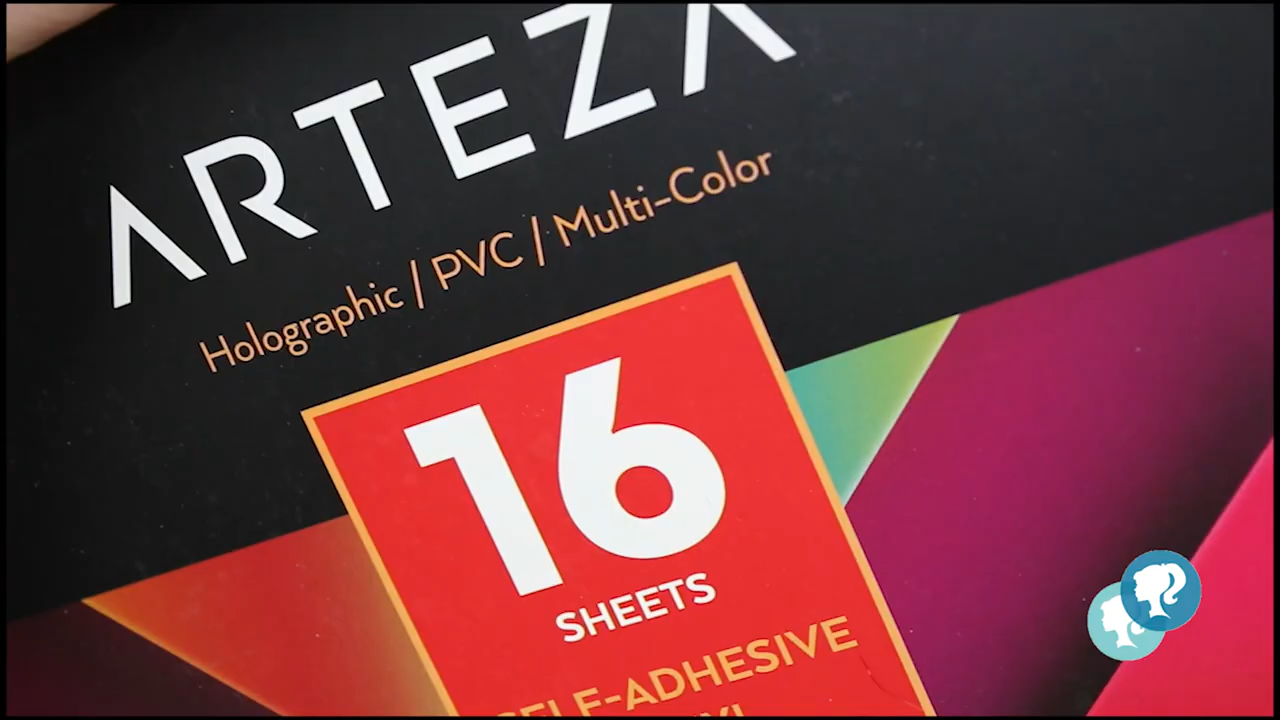 ARTEZA
Holographic / PVC / Multi-Color
16
SHEETS
SELF-ADHESIVE